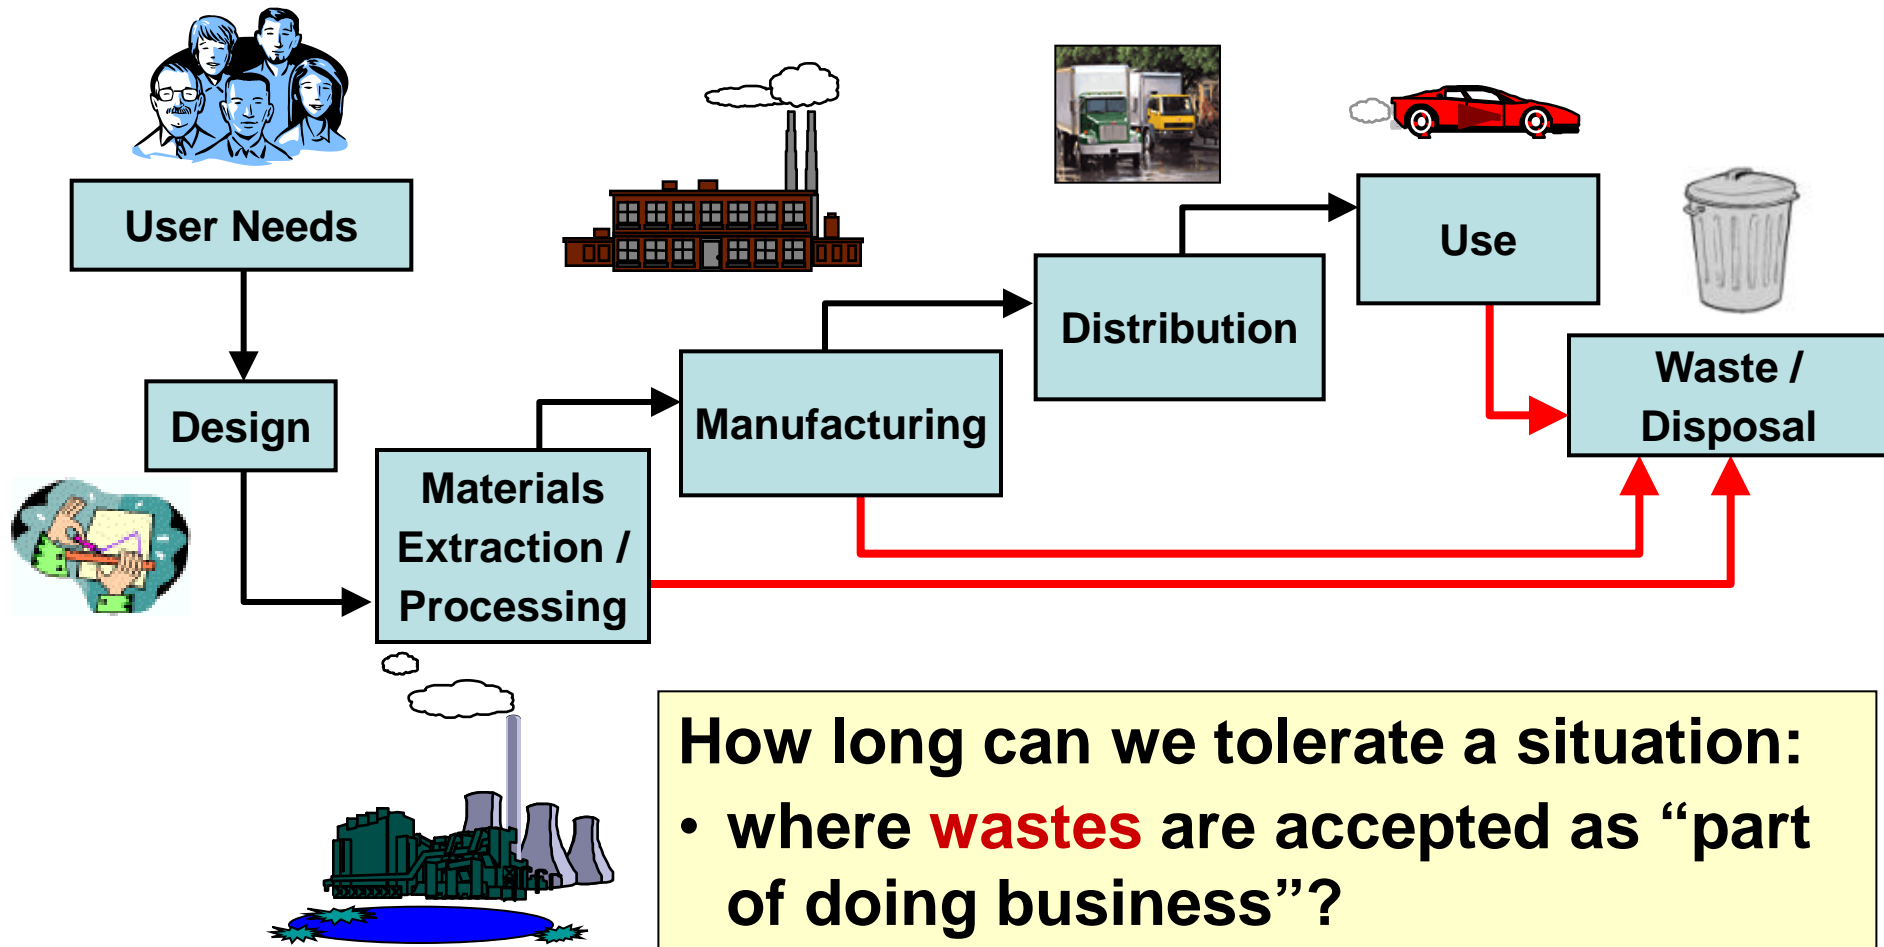 User Needs
Design
Materials
Extraction /
Processing
Manufacturing
Distribution
Use
Waste /
Disposal
How long can we tolerate a situation:
• where wastes are accepted as “part
of doing business”?